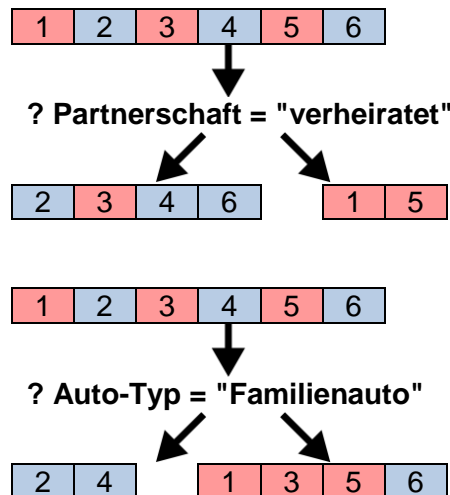 1 2 3 4 5 6
? Partnerschaft = "verheiratet"
2 3 4 6 1 5
1 2 3 4 5 6
? Auto-Typ = "Familienauto"
2 4 1 3 5 6